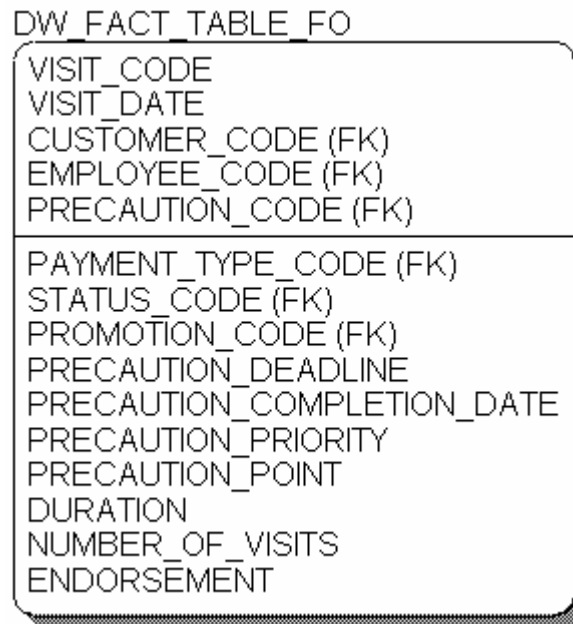 DW_FACT_TABLE_FO
VISIT_CODE
VISIT_DATE
CUSTOMER_CODE (FK)
EMPLOYEE_CODE (FK)
PRECAUTION_CODE (FK)
PAYMENT_TYPE_CODE (FK)
STATUS_CODE (FK)
PROMOTION_CODE (FK)
PRECAUTION_DEADLINE
PRECAUTION_COMPLETION_DATE
PRECAUTION_PRIORITY
PRECAUTION_POINT
DURATION
NUMBER_OF_VISITS
ENDORSEMENT